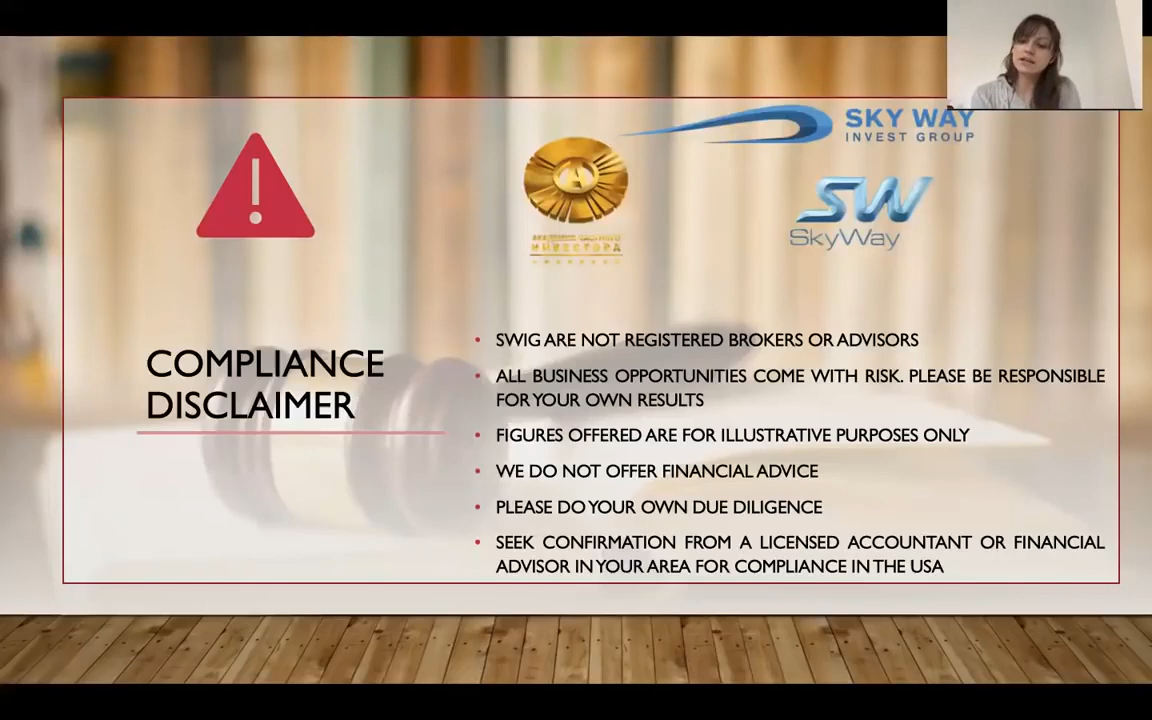 SKY WAY
INVEST GROUP
A
ИНВЕСТОРА
SW
SkyWay
COMPLIANCE
DISCLAIMER
• SWIG ARE NOT REGISTERED BROKERS OR ADVISORS
• ALL BUSINESS OPPORTUNITIES COME WITH RISK. PLEASE BE RESPONSIBLE
FOR YOUR OWN RESULTS
• FIGURES OFFERED ARE FOR ILLUSTRATIVE PURPOSES ONLY
• WE DO NOT OFFER FINANCIAL ADVICE
• PLEASE DO YOUR OWN DUE DILIGENCE
• SEEK CONFIRMATION FROM A LICENSED ACCOUNTANT OR FINANCIAL
ADVISOR IN YOUR AREA FOR COMPLIANCE IN THE USA